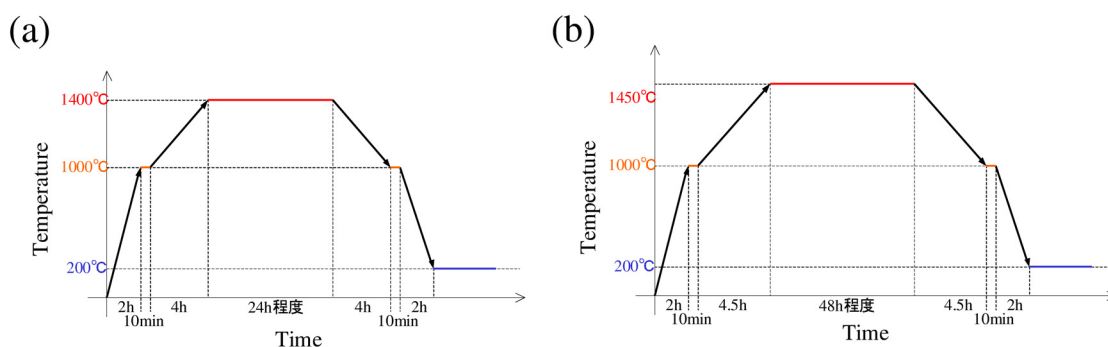 (a)
1400℃
1000℃
200℃
Temperature
2h
10min
4h
24h程度
4h
10min
2h
Time
(b)
1450℃
1000℃
200℃
Temperature
2h
10min
4.5h
48h程度
4.5h
10min
2h
Time